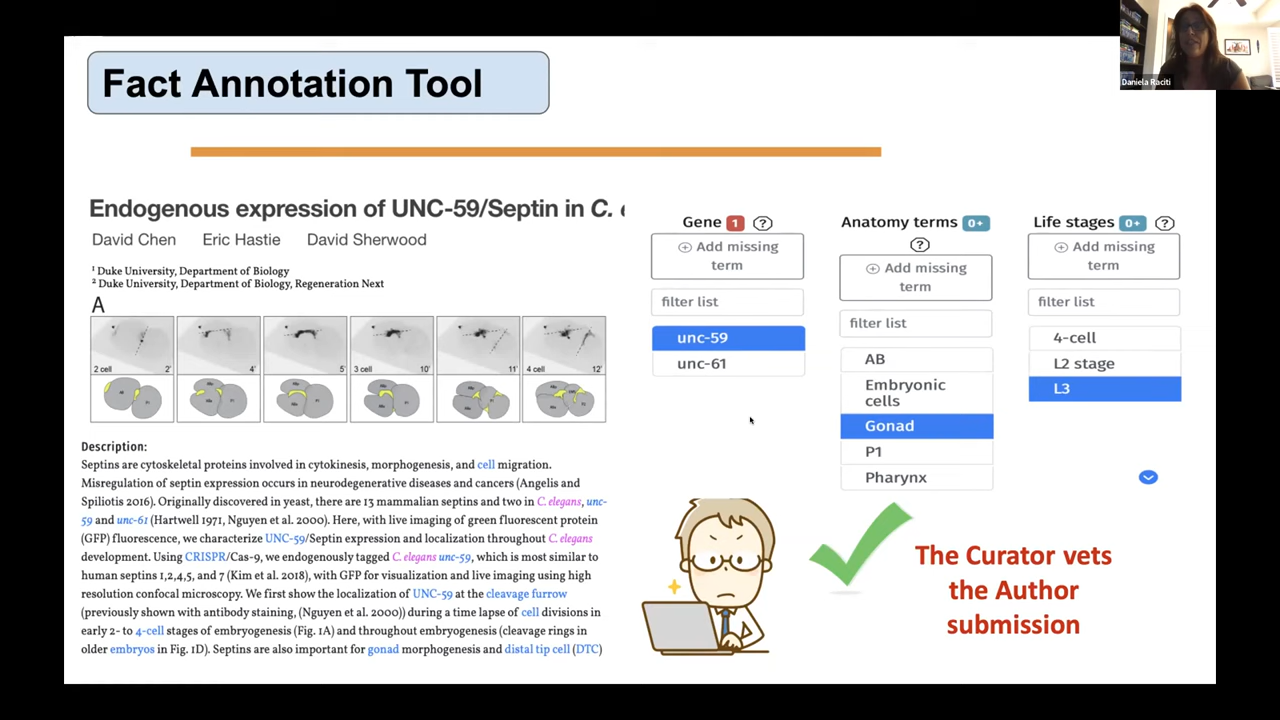 Fact Annotation Tool
Daniela Raciti
Endogenous expression of UNC-59/Septin in C.
David Chen Eric Hastie David Sherwood
1 Duke University, Department of Biology
2 Duke University, Department of Biology, Regeneration Next
A
2 cell 2' 4' 5' 3 cell 10' 11' 4 cell 12'
Description:
Septins are cytoskeletal proteins involved in cytokinesis, morphogenesis, and cell migration.
Misregulation of septin expression occurs in neurodegenerative diseases and cancers (Angelis and
Spiliotis 2016). Originally discovered in yeast, there are 13 mammalian septins and two in C. elegans, unc-
59 and unc-61 (Hartwell 1971, Nguyen et al. 2000). Here, with live imaging of green fluorescent protein
(GFP) fluorescence, we characterize UNC-59/Septin expression and localization throughout C. elegans
development. Using CRISPR/Cas-9, we endogenously tagged C. elegans unc-59, which is most similar to
human septins 1,2,4,5, and 7 (Kim et al. 2018), with GFP for visualization and live imaging using high
resolution confocal microscopy. We first show the localization of UNC-59 at the cleavage furrow
(previously shown with antibody staining, (Nguyen et al. 2000)) during a time lapse of cell divisions in
early 2- to 4-cell stages of embryogenesis (Fig. 1A) and throughout embryogenesis (cleavage rings in
older embryos in Fig. 1D). Septins are also important for gonad morphogenesis and distal tip cell (DTC)
Gene 1 ?
Add missing
term
filter list
unc-59
unc-61
Anatomy terms 0+
?
Add missing
term
filter list
AB
Embryonic
cells
Gonad
P1
Pharynx
Life stages 0+ ?
Add missing
term
filter list
4-cell
L2 stage
L3
The Curator vets
the Author
submission